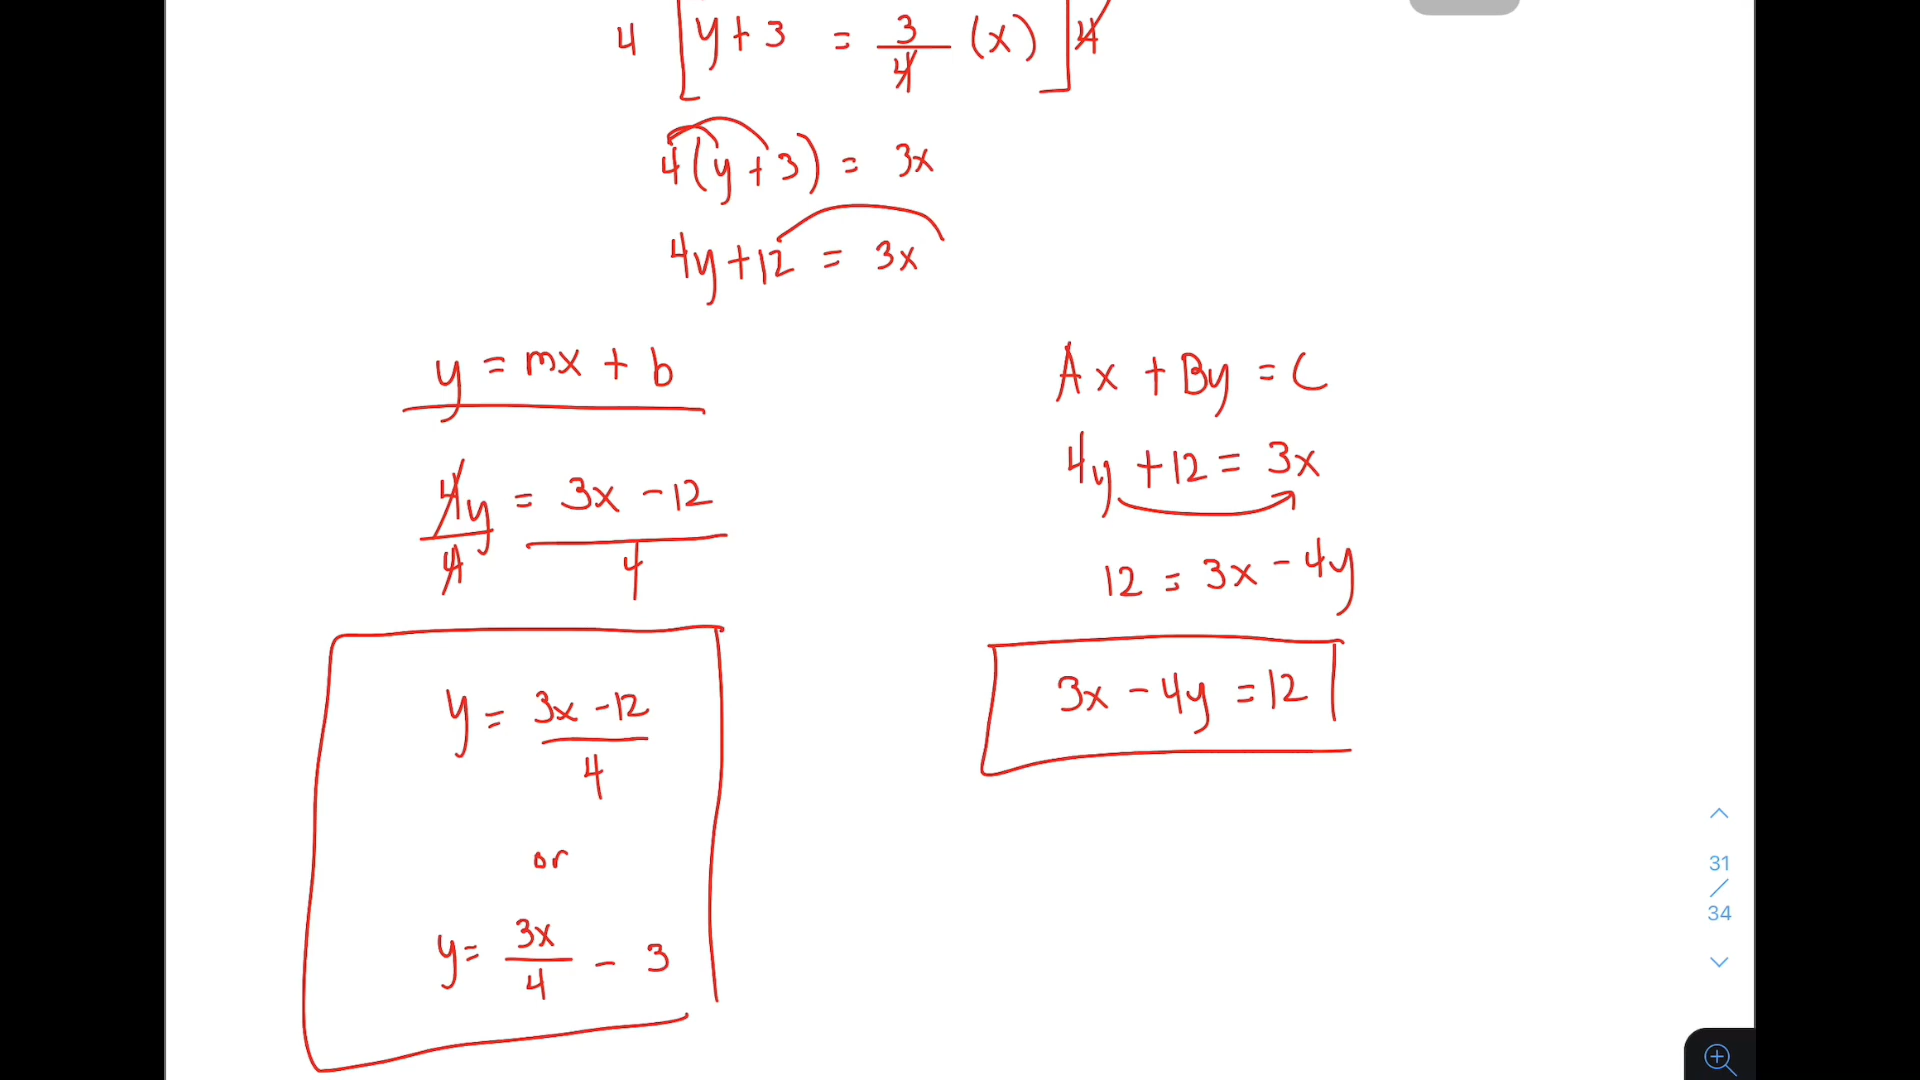 4 [y + 3 = 3/4 (x)] 4
4(y + 3) = 3x
4y + 12 = 3x
y = mx + b
4y/4 = 3x - 12/4
y = 3x - 12/4
or
y = 3x/4 - 3
Ax + By = C
4y + 12 = 3x
12 = 3x - 4y
3x - 4y = 12
31
/
34